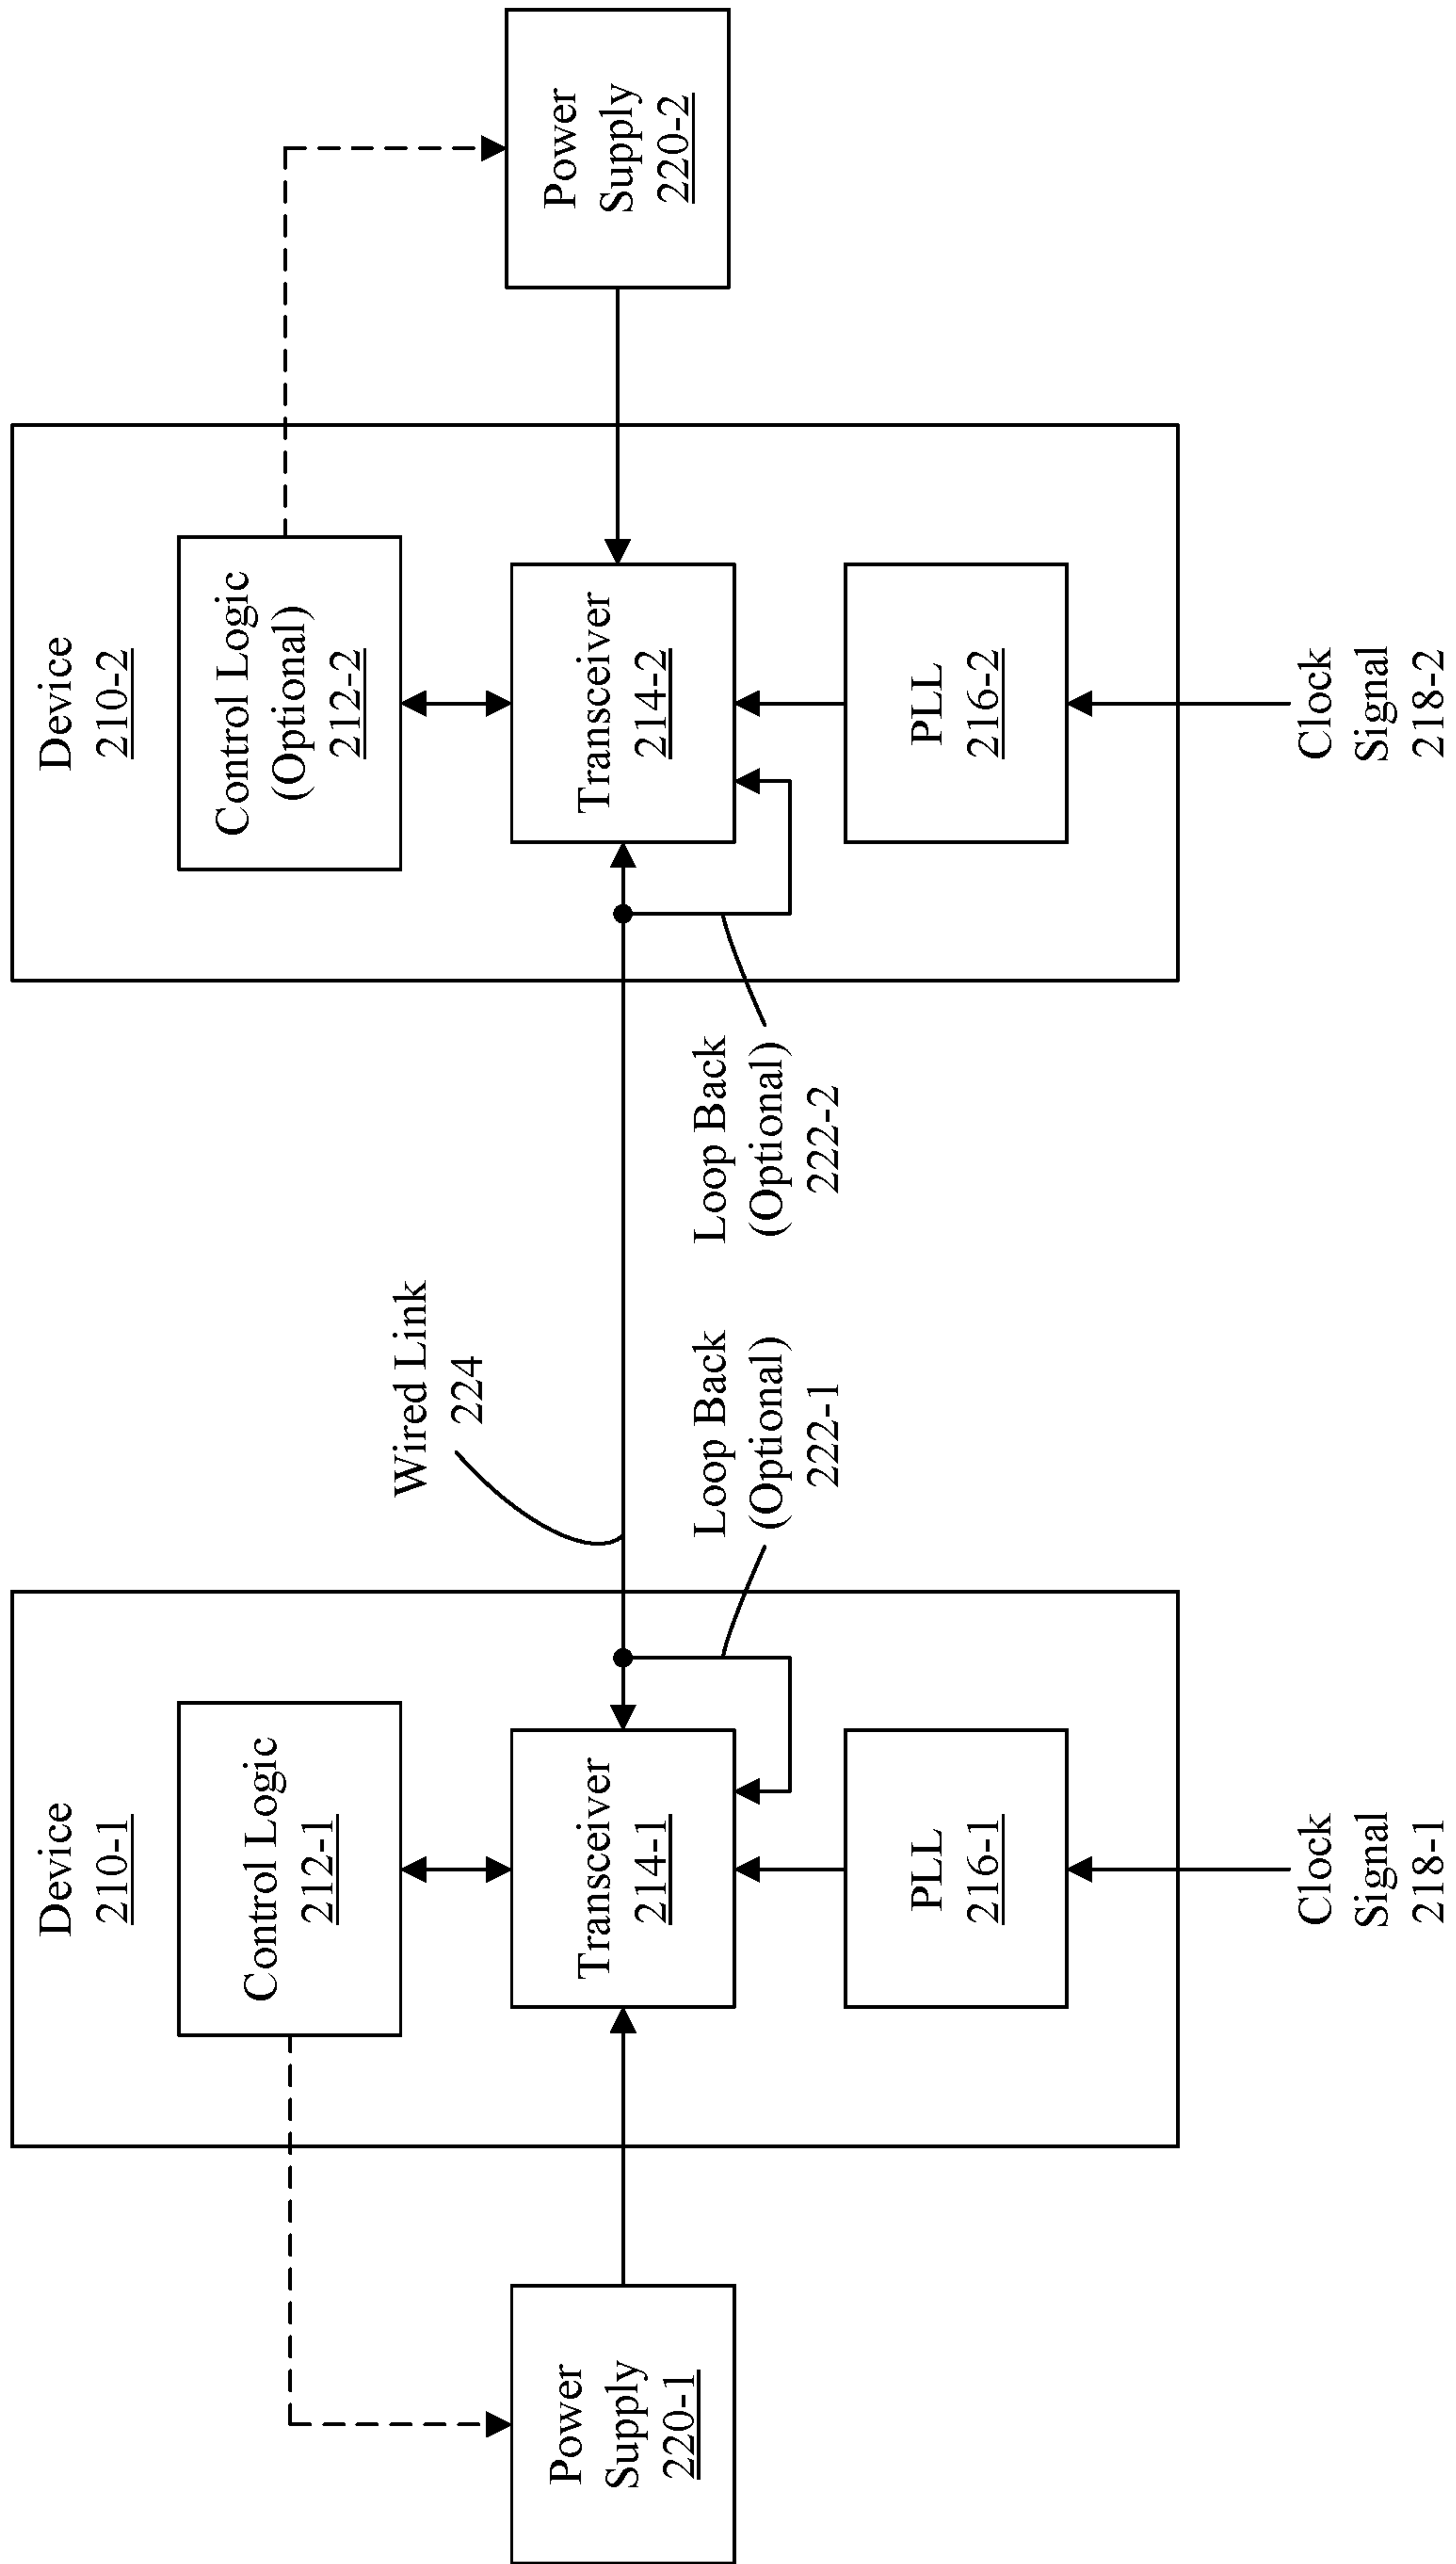 Device
210-1
Control Logic
212-1
Power
Supply
220-1
Transceiver
214-1
PLL
216-1
Clock
Signal
218-1
Wired Link
224
Loop Back
(Optional)
222-1
Loop Back
(Optional)
222-2
Device
210-2
Control Logic
(Optional)
212-2
Transceiver
214-2
Power
Supply
220-2
PLL
216-2
Clock
Signal
218-2